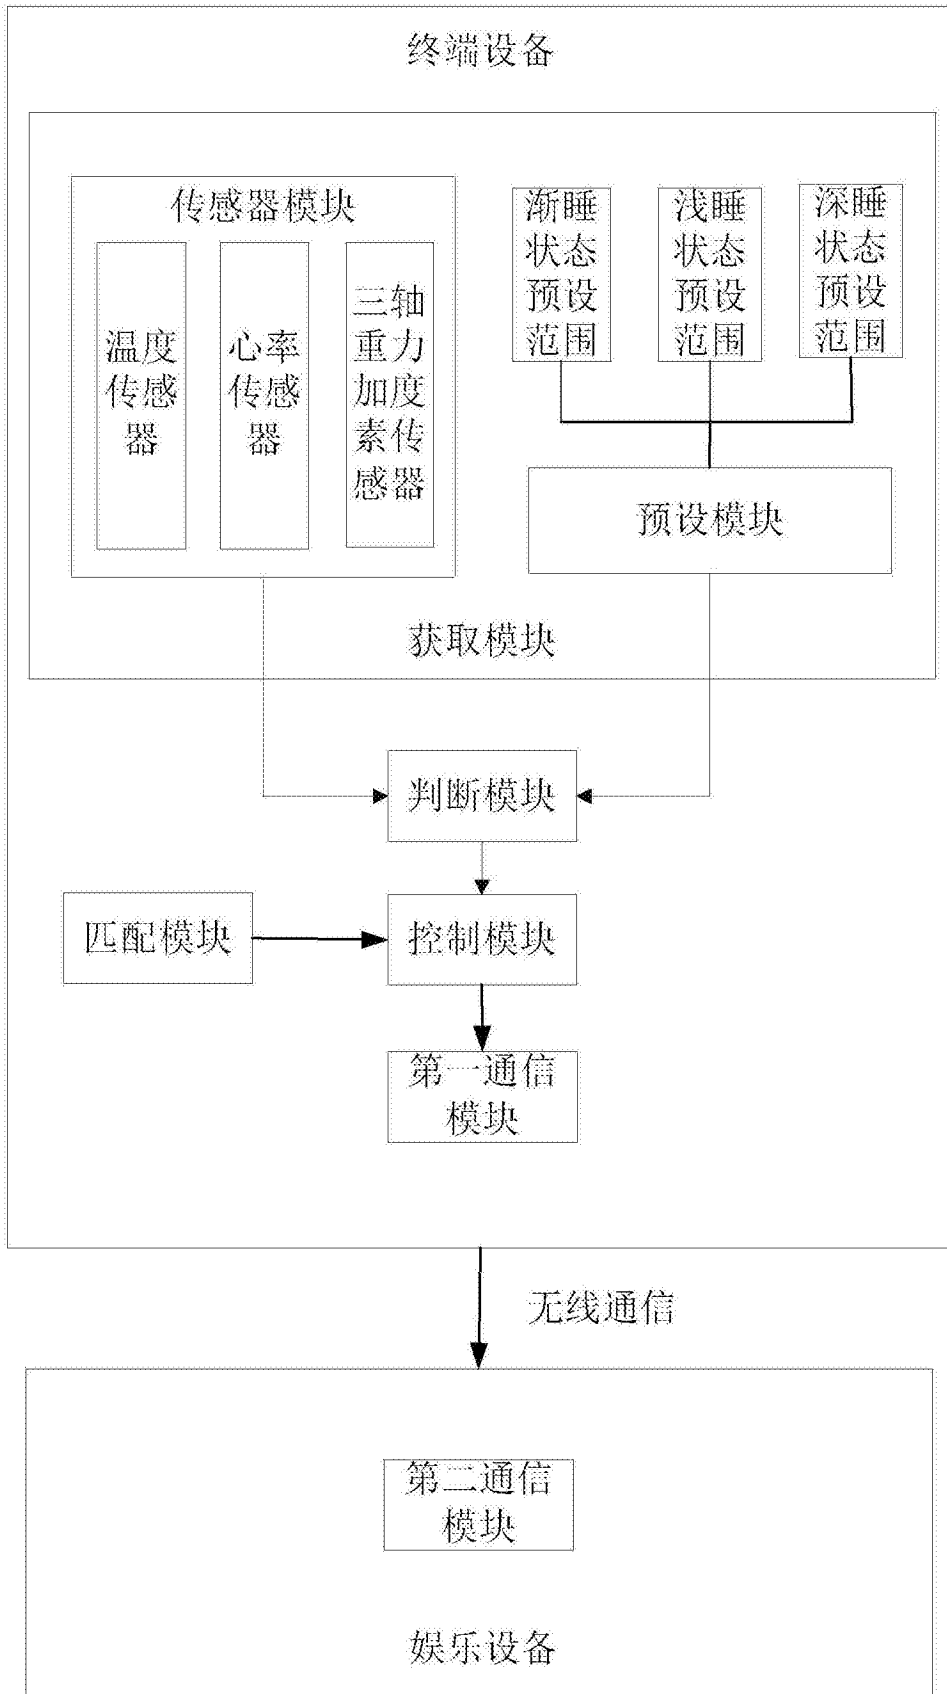 终端设备
传感器模块
温度
传感
器
心率
传感
器
三轴
重力
加度
素传
感器
渐睡
状态
预设
范围
浅睡
状态
预设
范围
深睡
状态
预设
范围
预设模块
获取模块
判断模块
匹配模块
控制模块
第一通信
模块
无线通信
第二通信
模块
娱乐设备